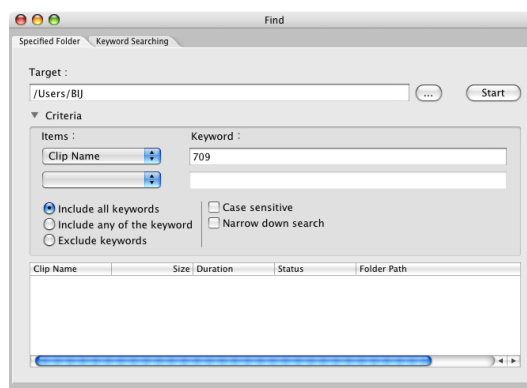 Find
Specified Folder Keyword Searching
Target :
/Users/BIJ ... Start
Criteria
Items : Keyword :
Clip Name 709
Include all keywords Case sensitive
Include any of the keyword Narrow down search
Exclude keywords
Clip Name Size Duration Status Folder Path